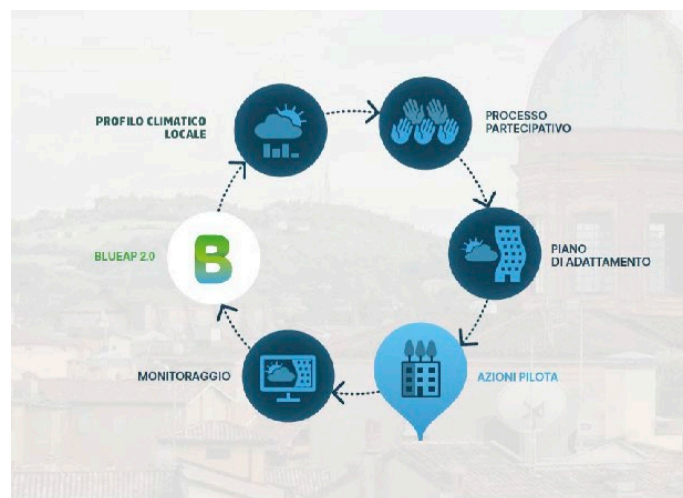 PROFILO CLIMATICO
LOCALE
PROCESSO
PARTECIPATIVO
BLUEAP 2.0
B
PIANO
DI ADATTAMENTO
MONITORAGGIO
AZIONI PILOTA